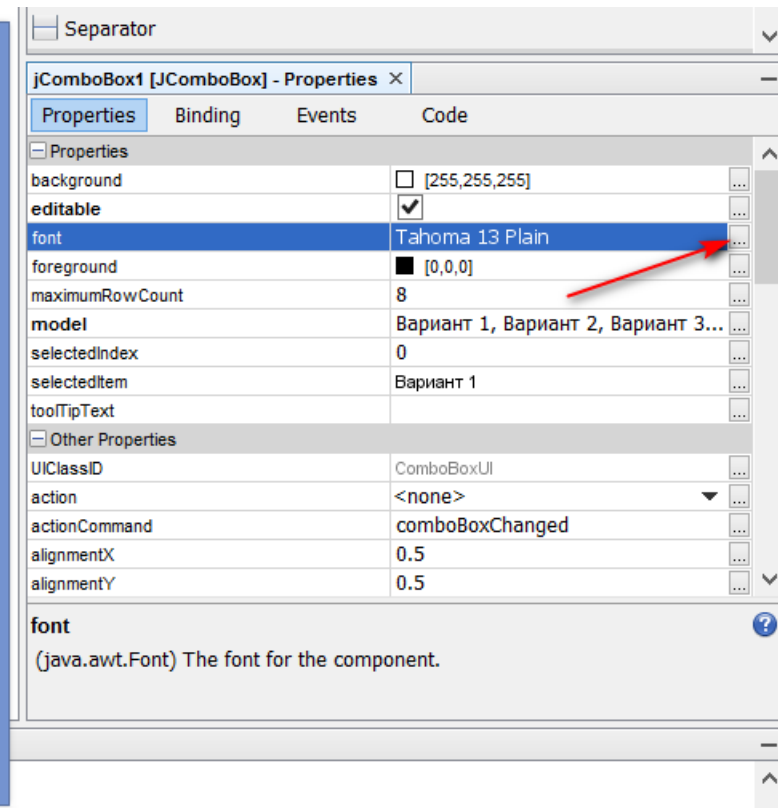 Separator
jComboBox1 [JComboBox] - Properties ×
Properties Binding Events Code
Properties
background [255,255,255] ...
editable ...
font Tahoma 13 Plain ...
foreground [0,0,0] ...
maximumRowCount 8 ...
model Вариант 1, Вариант 2, Вариант 3... ...
selectedIndex 0 ...
selectedItem Вариант 1 ...
toolTipText ...
Other Properties
UIClassID ComboBoxUI ...
action <none> ...
actionCommand comboBoxChanged ...
alignmentX 0.5 ...
alignmentY 0.5 ...
font ?
(java.awt.Font) The font for the component.